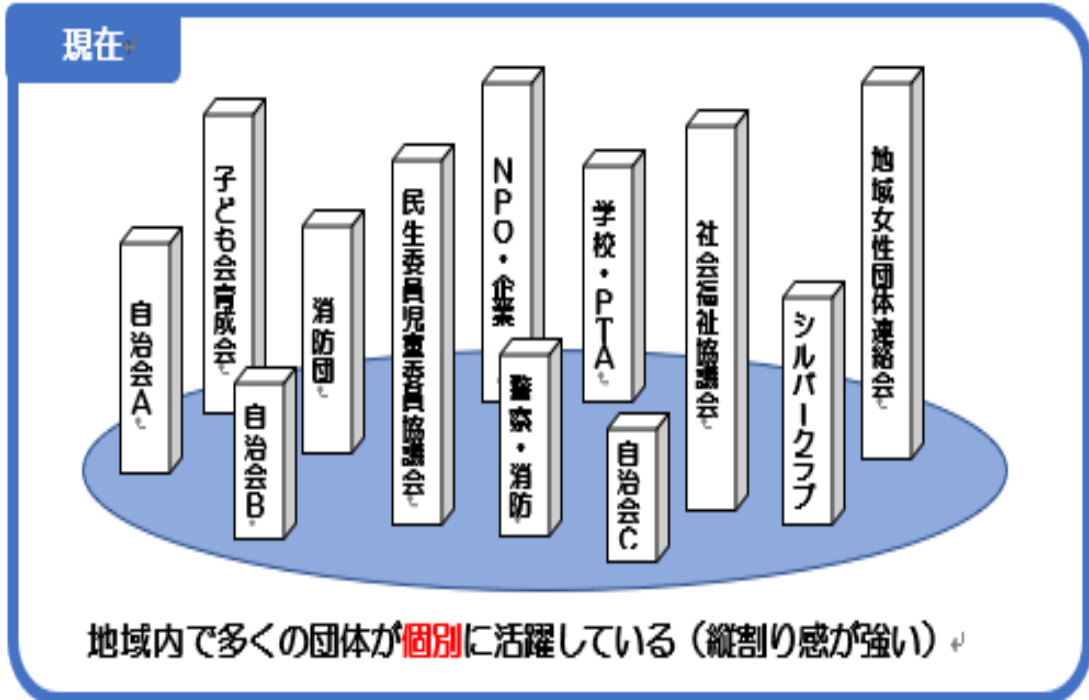 現在
自治会A
子ども会育成会
自治会B
消防団
民生委員児童委員協議会
NPO・企業
警察・消防
学校・PTA
自治会C
社会福祉協議会
シルバークラブ
地域女性団体連絡会
地域内で多くの団体が個別に活躍している（縦割り感が強い）